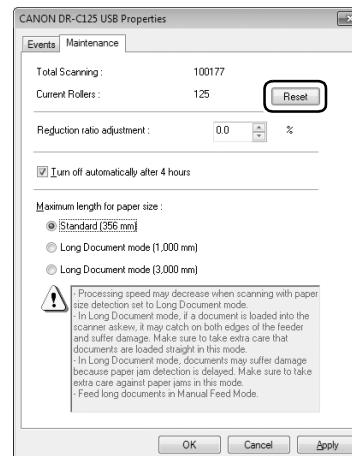 CANON DR-C125 USB Properties
Events Maintenance
Total Scanning : 100177
Current Rollers : 125 Reset
Reduction ratio adjustment : 0.0 %
Turn off automatically after 4 hours
Maximum length for paper size :
Standard (356 mm)
Long Document mode (1,000 mm)
Long Document mode (3,000 mm)
- Processing speed may decrease when scanning with paper
size detection set to Long Document mode.
- In Long Document mode, if a document is loaded into the
scanner askew, it may catch on both edges of the feeder
and suffer damage. Make sure to take extra care that
documents are loaded straight in this mode.
- In Long Document mode, documents may suffer damage
because paper jam detection is delayed. Make sure to take
extra care against paper jams in this mode.
- Feed long documents in Manual Feed Mode.
OK Cancel Apply